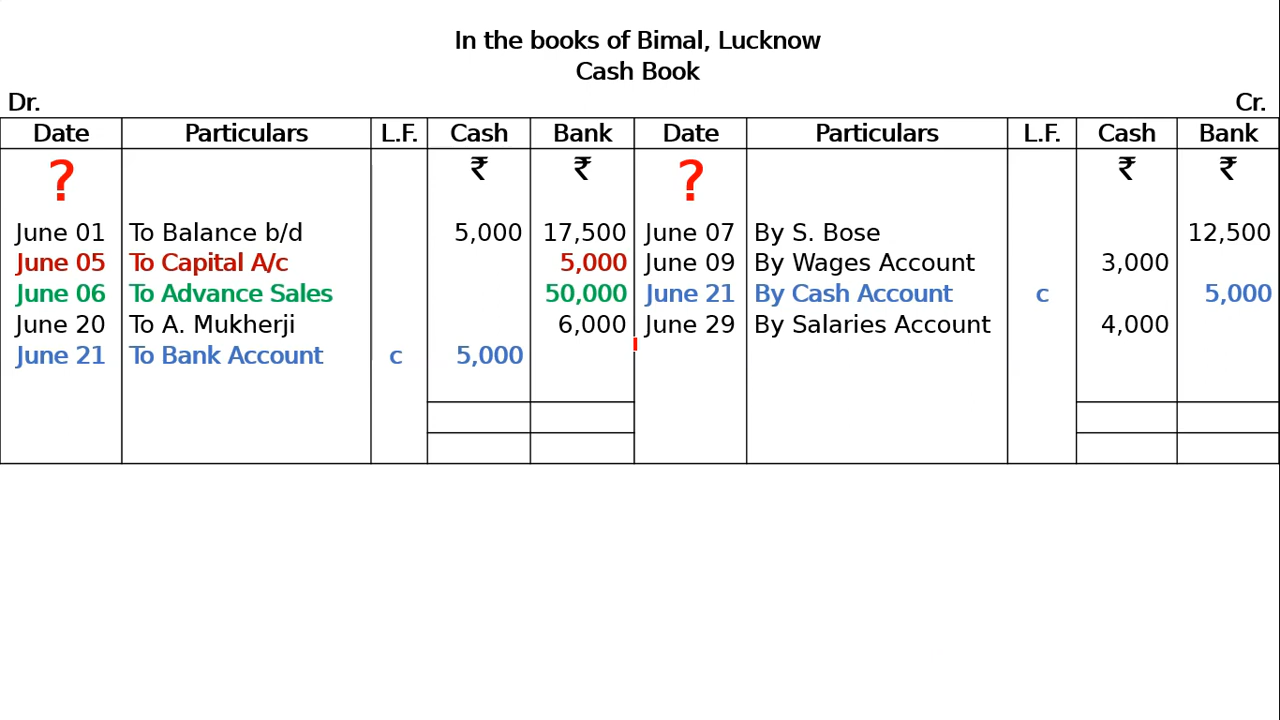 In the books of Bimal, Lucknow
Cash Book
Dr. Cr.
Date Particulars L.F. Cash Bank Date Particulars L.F. Cash Bank
? ₹ ₹ ? ₹ ₹
June 01 To Balance b/d 5,000 17,500 June 07 By S. Bose 12,500
June 05 To Capital A/c 5,000 June 09 By Wages Account 3,000
June 06 To Advance Sales 50,000 June 21 By Cash Account c 5,000
June 20 To A. Mukherji 6,000 June 29 By Salaries Account 4,000
June 21 To Bank Account c 5,000